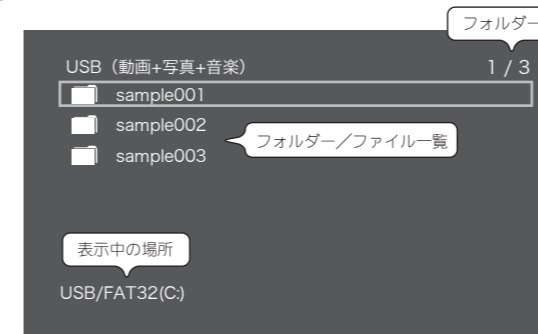 フォルダー
USB（動画+写真+音楽）
1 / 3
sample001
sample002
sample003
フォルダー／ファイル一覧
表示中の場所
USB/FAT32(C:)